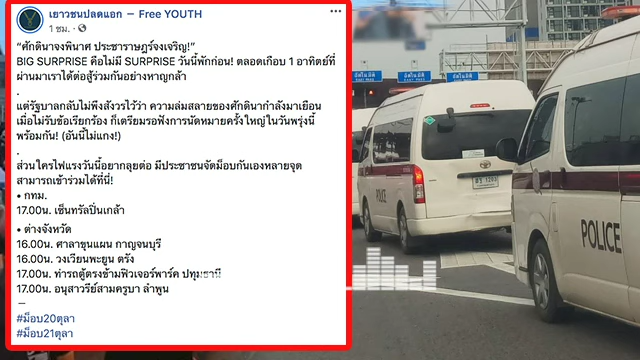 เยาวชนปลดแอก – Free YOUTH
1 ชม. ·
“ศักดินาจงพินาศ ประชาราษฎร์จงเจริญ!”
BIG SURPRISE คือไม่มี SURPRISE วันนี้พักก่อน! ตลอดเกือบ 1 อาทิตย์ที่
ผ่านมาเราได้ต่อสู้ร่วมกันอย่างหาญกล้า
.
แต่รัฐบาลกลับไม่พึงสังวรไว้ว่า ความล่มสลายของศักดินากำลังมาเยือน
เมื่อไม่รับข้อเรียกร้อง ก็เตรียมรอฟังการนัดหมายครั้งใหญ่ในวันพรุ่งนี้
พร้อมกัน! (อันนี้ไม่แกง!)
.
ส่วนใครไฟแรงวันนี้อยากลุยต่อ มีประชาชนจัดม็อบกันเองหลายจุด
สามารถเข้าร่วมได้ที่นี่!
• กทม.
17.00น. เซ็นทรัลปิ่นเกล้า
• ต่างจังหวัด
16.00น. ศาลาขุนแผน กาญจนบุรี
16.00น. วงเวียนพะยูน ตรัง
17.00น. ท่ารถตู้ตรงข้ามฟิวเจอร์พาร์ค ปทุมธานี
17.00น. อนุสาวรีย์สามครูบา ลำพูน
–
#ม็อบ20ตุลา
#ม็อบ21ตุลา
POLICE
POLICE